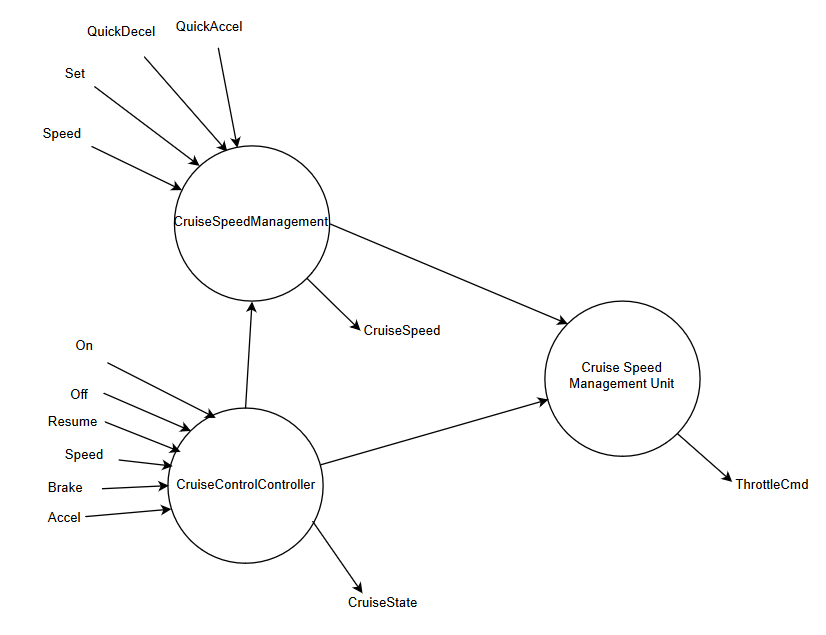 QuickDecel
QuickAccel
Set
Speed
CruiseSpeedManagement
CruiseSpeed
On
Off
Resume
Speed
Brake
Accel
CruiseControlController
CruiseState
Cruise Speed
Management Unit
ThrottleCmd